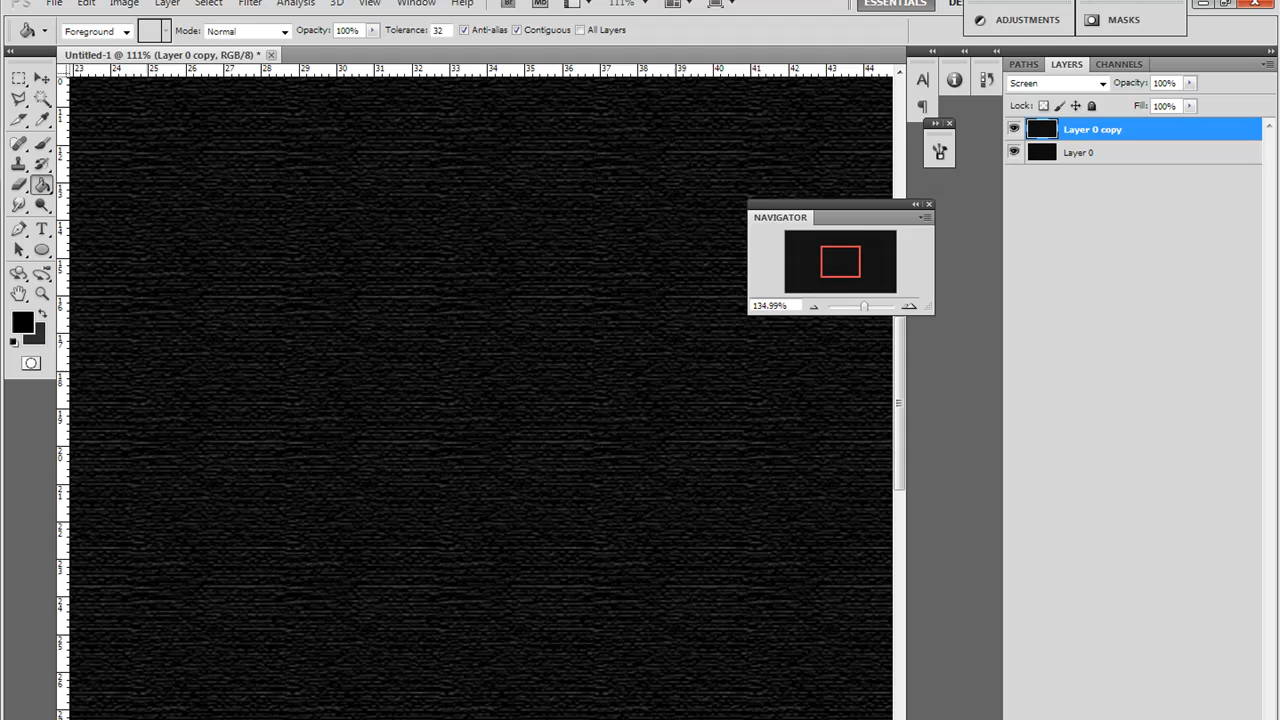 PS File Edit Image Layer Select Filter Analysis 3D View Window Help Br Mb 111% ESSENTIALS
Foreground Mode: Normal Opacity: 100% Tolerance: 32 Anti-alias Contiguous All Layers
ADJUSTMENTS MASKS
Untitled-1 @ 111% (Layer 0 copy, RGB/8) *
23 24 25 26 27 28 29 30 31 32 33 34 35 36 37 38 39 40 41 42 43 44
PATHS LAYERS CHANNELS
Screen Opacity: 100%
Lock: Fill: 100%
Layer 0 copy
Layer 0
NAVIGATOR
134.99%